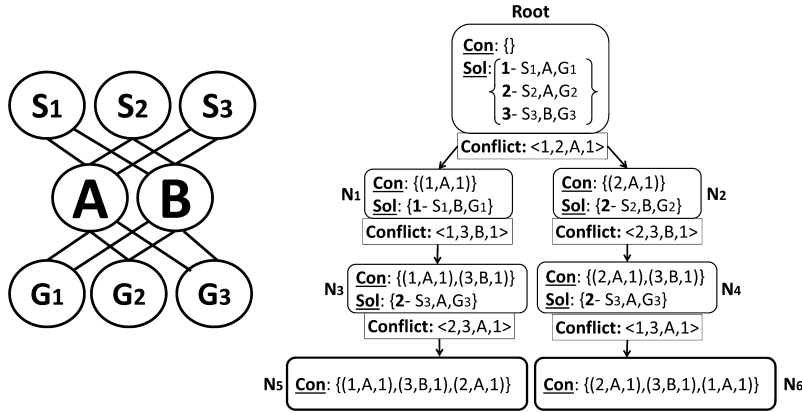 S1 S2 S3
A B
G1 G2 G3
Root
Con: {}
Sol: 1- S1,A,G1
2- S2,A,G2
3- S3,B,G3
Conflict: <1,2,A,1>
N1
Con: {(1,A,1)}
Sol: {1- S1,B,G1}
Conflict: <1,3,B,1>
Con: {(2,A,1)}
Sol: {2- S2,B,G2}
N2
Conflict: <2,3,B,1>
N3
Con: {(1,A,1),(3,B,1)}
Sol: {2- S3,A,G3}
Conflict: <2,3,A,1>
Con: {(2,A,1),(3,B,1)}
Sol: {2- S3,A,G3}
N4
Conflict: <1,3,A,1>
N5 Con: {(1,A,1),(3,B,1),(2,A,1)}
Con: {(2,A,1),(3,B,1),(1,A,1)} N6